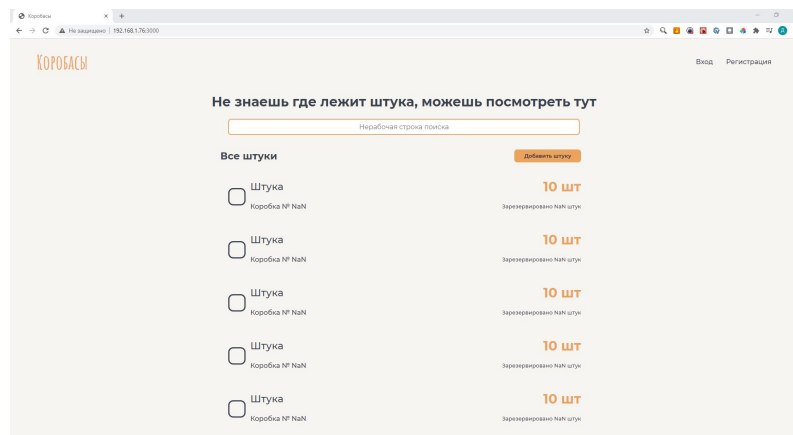 Коробасы
Не защищено | 192.168.1.76:3000
Коробасы
Вход Регистрация
Не знаешь где лежит штука, можешь посмотреть тут
Нерабочая строка поиска
Все штуки Добавить штуку
Штука 10 шт
Коробка № NaN Зарезервировано NaN штук
Штука 10 шт
Коробка № NaN Зарезервировано NaN штук
Штука 10 шт
Коробка № NaN Зарезервировано NaN штук
Штука 10 шт
Коробка № NaN Зарезервировано NaN штук
Штука 10 шт
Коробка № NaN Зарезервировано NaN штук